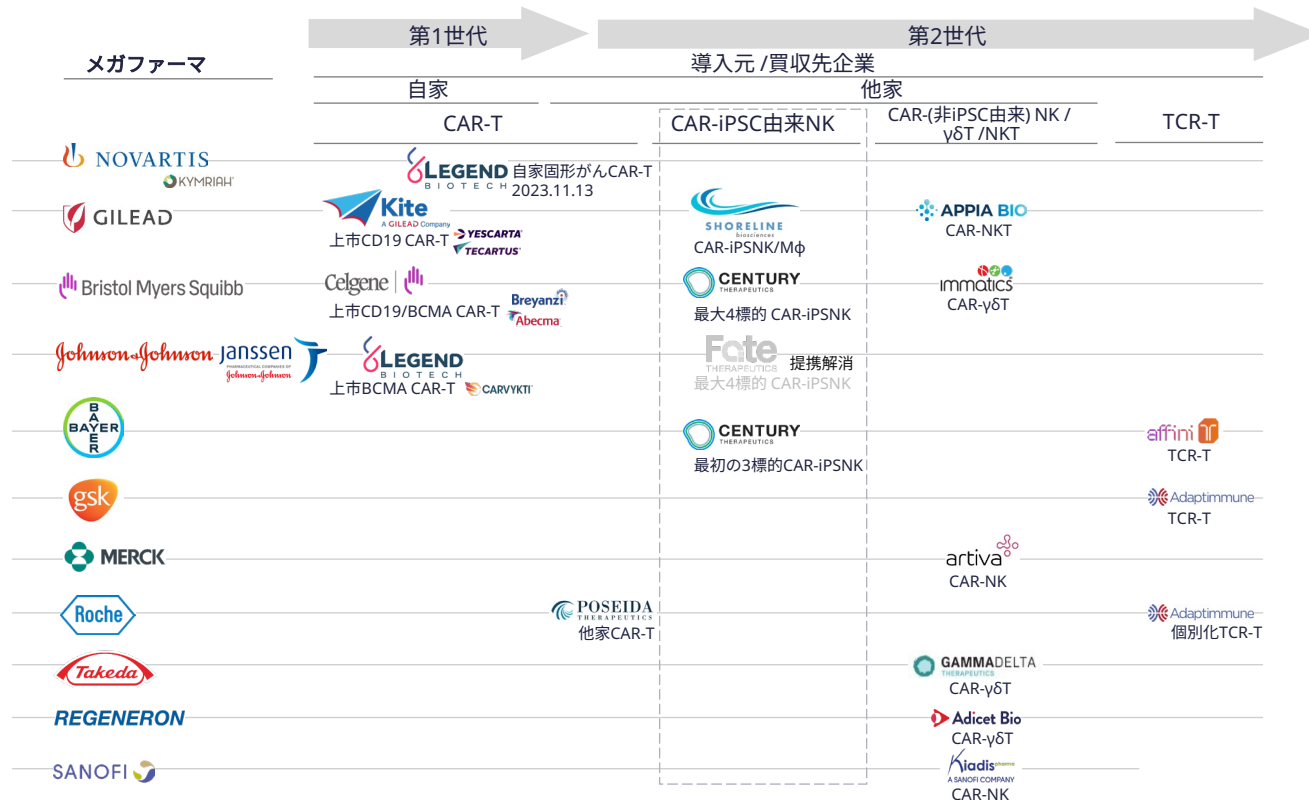 第1世代
第2世代
メガファーマ
導入元 /買収先企業
自家
他家
CAR-T
CAR-iPSC由来NK
CAR-(非iPSC由来) NK /
γδT /NKT
TCR-T
NOVARTIS
KYMRIAH
LEGEND
BIOTECH
自家固形がんCAR-T
2023.11.13
GILEAD
Kite
A GILEAD Company
上市CD19 CAR-T
YESCARTA
TECARTUS
SHORELINE
biosciences
CAR-iPSNK/Mφ
APPIA BIO
CAR-NKT
Bristol Myers Squibb
Celgene
上市CD19/BCMA CAR-T
Breyanzi
Abecma
CENTURY
THERAPEUTICS
最大4標的 CAR-iPSNK
immatics
CAR-γδT
Johnson & Johnson
janssen
PHARMACEUTICAL COMPANIES OF
Johnson & Johnson
LEGEND
BIOTECH
上市BCMA CAR-T
CARVYKTI
Fate
THERAPEUTICS
提携解消
最大4標的 CAR-iPSNK
BAYER
BAYER
CENTURY
THERAPEUTICS
最初の3標的CAR-iPSNK
affini T
TCR-T
gsk
Adaptimmune
TCR-T
MERCK
artiva
CAR-NK
Roche
POSEIDA
THERAPEUTICS
他家CAR-T
Adaptimmune
個別化TCR-T
Takeda
GAMMADELTA
THERAPEUTICS
CAR-γδT
REGENERON
Adicet Bio
CAR-γδT
SANOFI
Kiadis pharma
A SANOFI COMPANY
CAR-NK